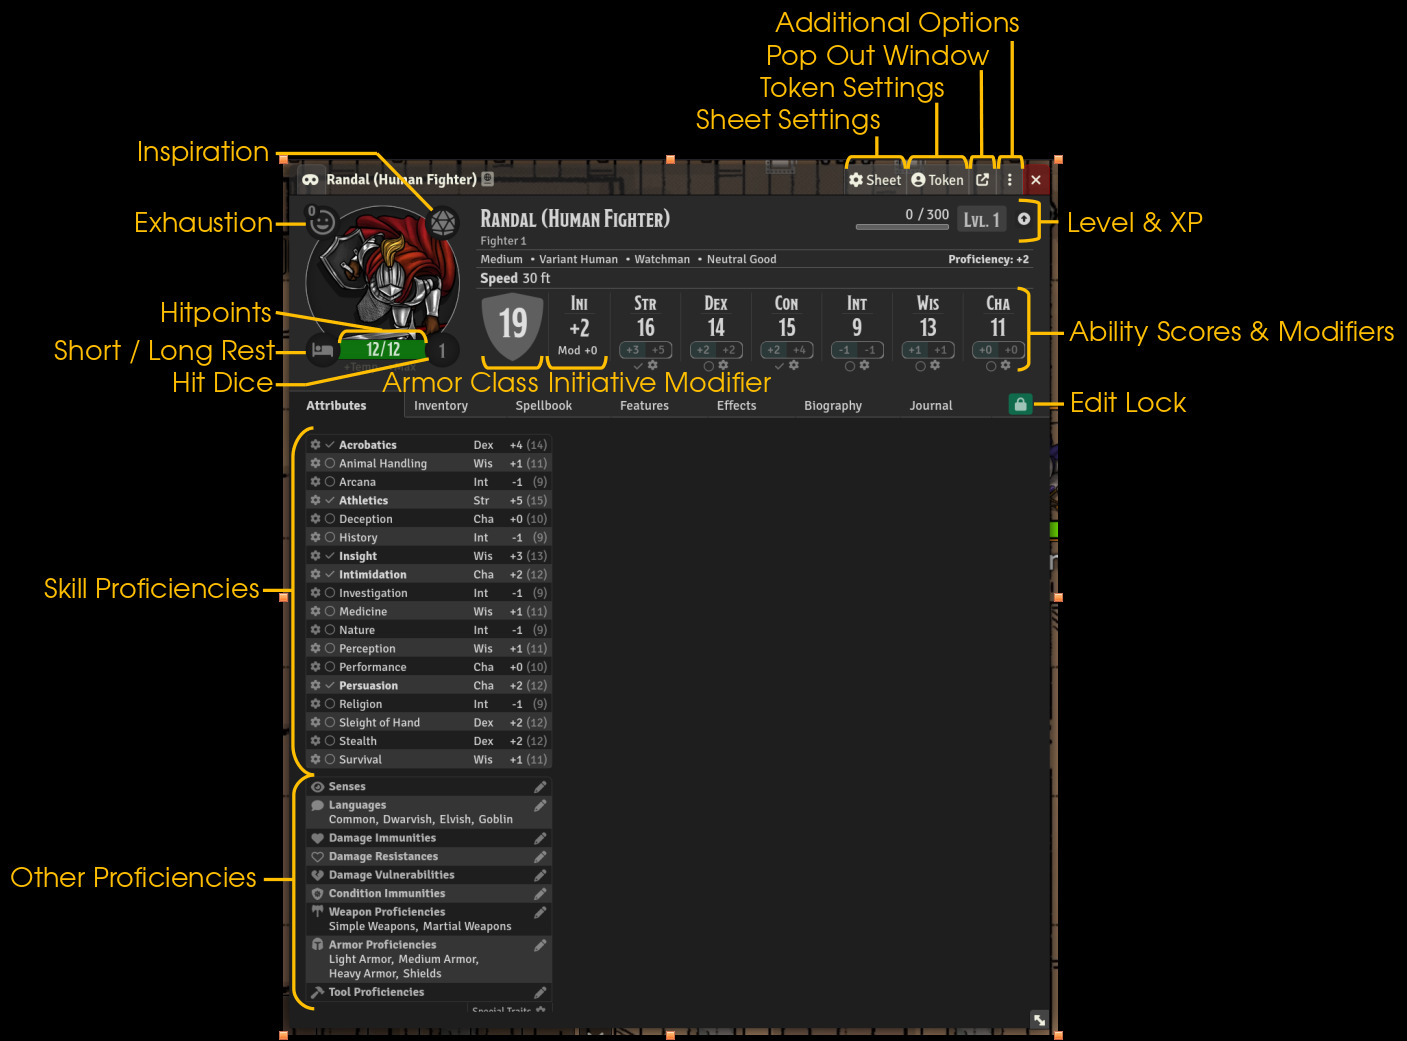 Additional Options
Pop Out Window
Token Settings
Sheet Settings
Inspiration
Randal (Human Fighter)
Sheet
Token
Exhaustion
0
Randal (Human Fighter)
0 / 300
Lvl. 1
Level & XP
Fighter 1
Medium • Variant Human • Watchman • Neutral Good
Proficiency: +2
Speed 30 ft
Hitpoints
Short / Long Rest
Hit Dice
12/12
1
19
Ini
+2
Mod +0
Str
16
+3 +5
Dex
14
+2 +2
Con
15
+2 +4
Int
9
-1 -1
Wis
13
+1 +1
Cha
11
+0 +0
Ability Scores & Modifiers
Armor Class Initiative Modifier
Attributes
Inventory
Spellbook
Features
Effects
Biography
Journal
Edit Lock
Skill Proficiencies
Acrobatics Dex +4 (14)
Animal Handling Wis +1 (11)
Arcana Int -1 (9)
Athletics Str +5 (15)
Deception Cha +0 (10)
History Int -1 (9)
Insight Wis +3 (13)
Intimidation Cha +2 (12)
Investigation Int -1 (9)
Medicine Wis +1 (11)
Nature Int -1 (9)
Perception Wis +1 (11)
Performance Cha +0 (10)
Persuasion Cha +2 (12)
Religion Int -1 (9)
Sleight of Hand Dex +2 (12)
Stealth Dex +2 (12)
Survival Wis +1 (11)
Other Proficiencies
Senses
Languages
Common, Dwarvish, Elvish, Goblin
Damage Immunities
Damage Resistances
Damage Vulnerabilities
Condition Immunities
Weapon Proficiencies
Simple Weapons, Martial Weapons
Armor Proficiencies
Light Armor, Medium Armor,
Heavy Armor, Shields
Tool Proficiencies
Special Traits